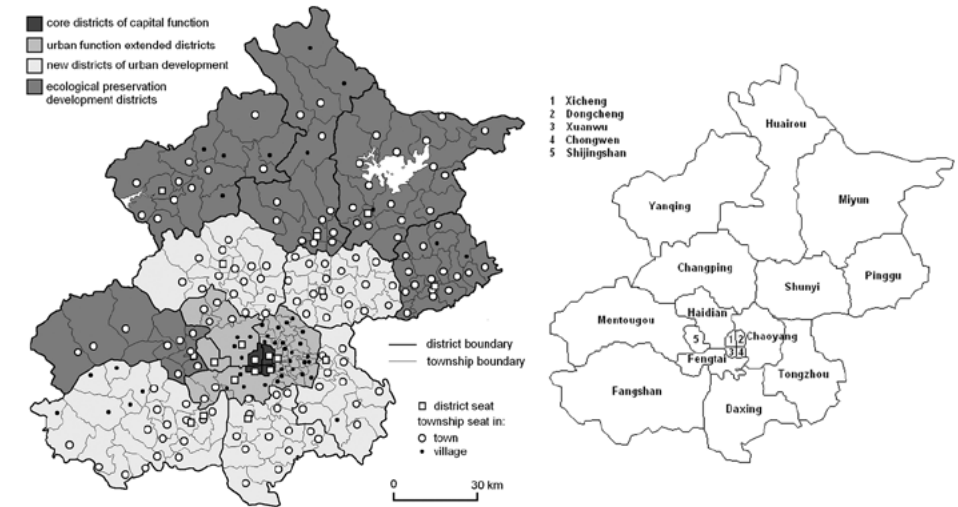 core districts of capital function
urban function extended districts
new districts of urban development
ecological preservation
development districts
district boundary
township boundary
district seat
township seat in:
town
village
0 30 km
1 Xicheng
2 Dongcheng
3 Xuanwu
4 Chongwen
5 Shijingshan
Huairou
Yanqing
Miyun
Changping
Shunyi
Pinggu
Mentougou
Haidian
5
1 2
Chaoyang
3 4
Fengtai
Tongzhou
Fangshan
Daxing